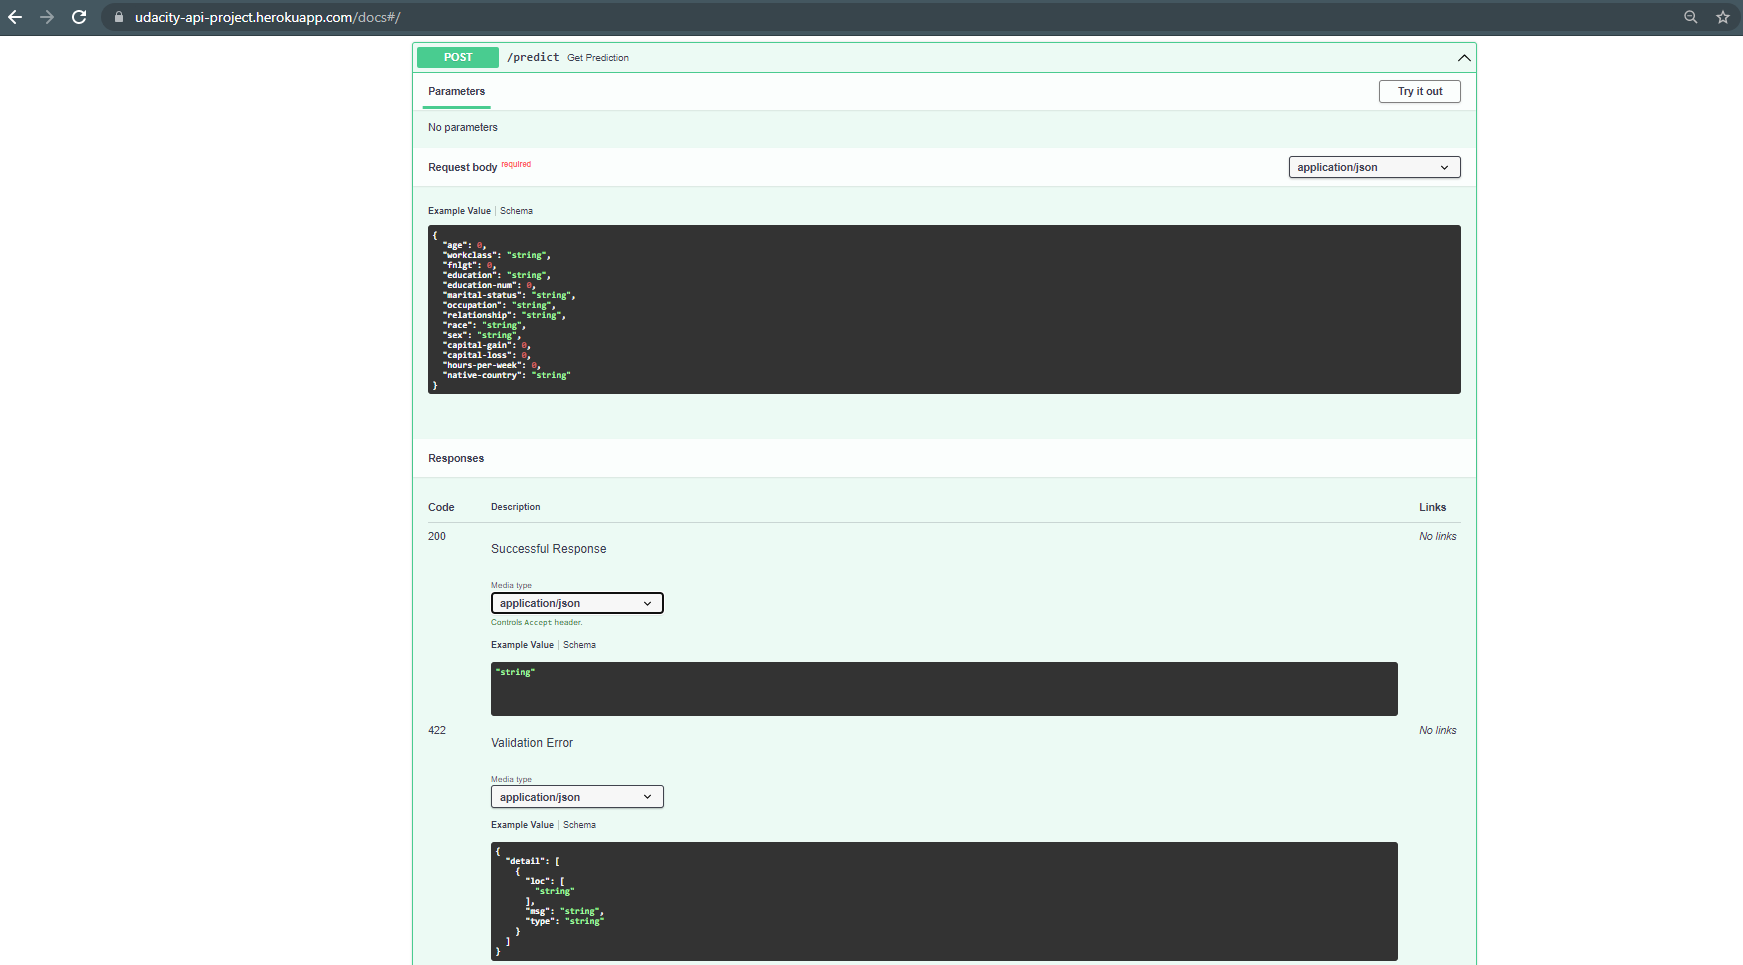 udacity-api-project.herokuapp.com/docs#/
POST /predict Get Prediction
Parameters
Try it out
No parameters
Request body required
application/json
Example Value | Schema
{
"age": 0,
"workclass": "string",
"fnlgt": 0,
"education": "string",
"education-num": 0,
"marital-status": "string",
"occupation": "string",
"relationship": "string",
"race": "string",
"sex": "string",
"capital-gain": 0,
"capital-loss": 0,
"hours-per-week": 0,
"native-country": "string"
}
Responses
Code Description Links
200 No links
Successful Response
Media type
application/json
Controls Accept header.
Example Value | Schema
"string"
422 No links
Validation Error
Media type
application/json
Example Value | Schema
{
"detail": [
{
"loc": [
"string"
],
"msg": "string",
"type": "string"
}
]
}